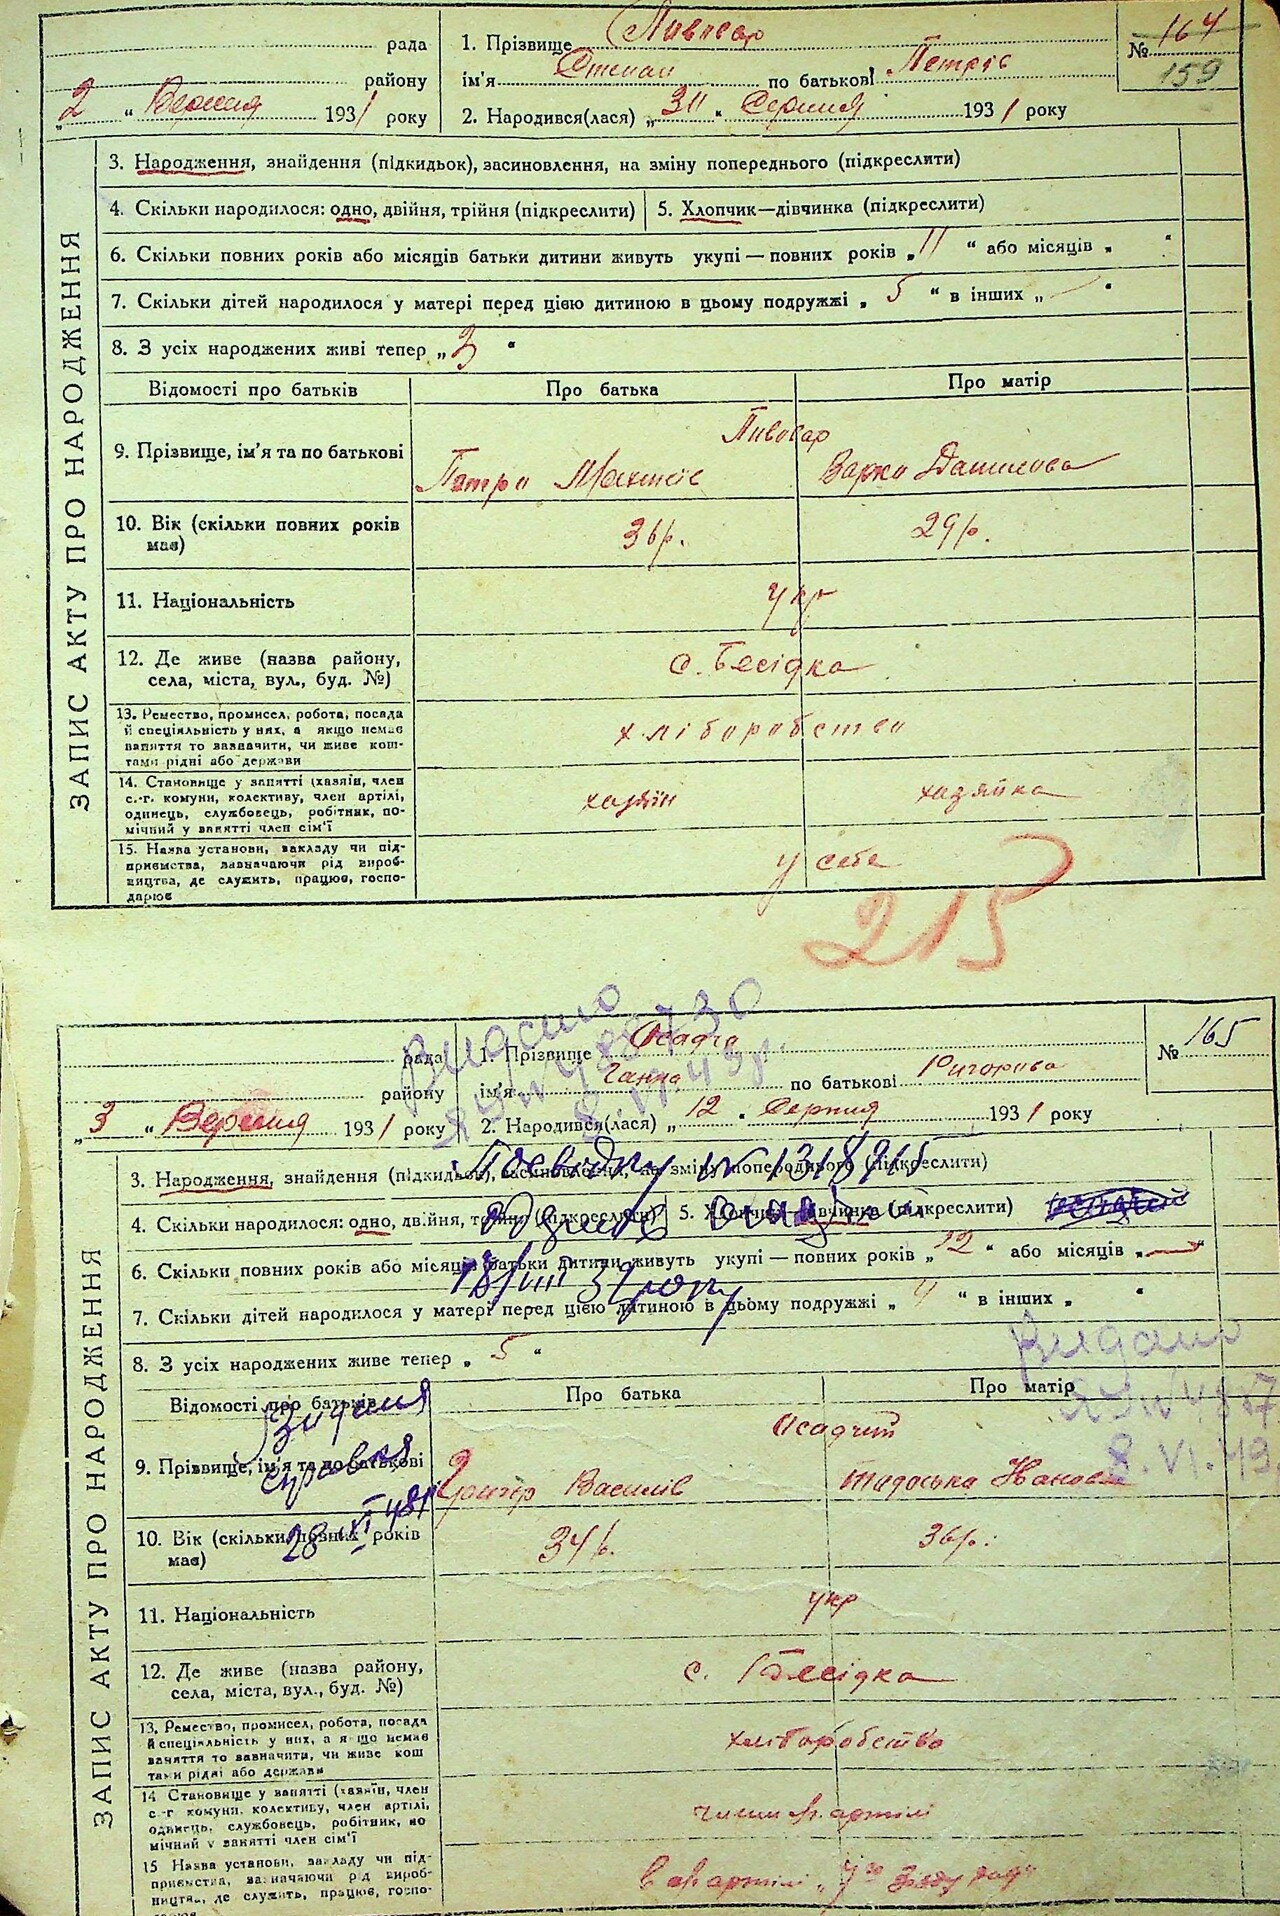 рада
району
„ 2 “ Вересня 1931 року
1. Прізвище Пивовар
ім'я Степан по батькові Петрів
2. Народився(лася) „ 31 “ Серпня 1931 року
№ 164
159
ЗАПИС АКТУ ПРО НАРОДЖЕННЯ
3. Народження, знайдення (підкидьок), засиновлення, на зміну попереднього (підкреслити)
4. Скільки народилося: одно, двійня, трійня (підкреслити) 5. Хлопчик—дівчинка (підкреслити)
6. Скільки повних років або місяців батьки дитини живуть укупі — повних років „ 11 “ або місяців „ “
7. Скільки дітей народилося у матері перед цією дитиною в цьому подружжі „ 5 “ в інших „ — “
8. З усіх народжених живі тепер „ 3 “
Відомості про батьків Про батька Про матір
9. Прізвище, ім'я та по батькові
Пивовар
Петро Варка Данилова
10. Вік (скільки повних років має) 36 р. 29 р.
11. Національність укр
12. Де живе (назва району, села, міста, вул., буд. №) с. Бесідка
13. Ремество, промисел, робота, посада й спеціяльність у них, а якщо немає заняття то зазначити, чи живе коштами рідні або держави хліборобство
14. Становище у занятті (хазяїн, член с.-г. комуни, колективу, член артілі, одинець, службовець, робітник, помічний у занятті член сім'ї хазяїн хазяйка
15. Назва установи, закладу чи підприємства, зазначаючи рід виробництва, де служить, працює, господарює у себе
215
рада
району
„ 3 “ Вересня 1931 року
Видано
1. Прізвище Осадча
ім'я Ганна по батькові Григорова
2. Народився(лася) „ 12 “ Серпня 1931 року
№ 165
ЗАПИС АКТУ ПРО НАРОДЖЕННЯ
3. Народження, знайдення (підкидьок), засиновлення, на зміну попереднього (підкреслити)
4. Скільки народилося: одно, двійня, трійня (підкреслити) 5. Хлопчик—дівчинка (підкреслити)
6. Скільки повних років або місяців батьки дитини живуть укупі — повних років „ 12 “ або місяців „ — “
7. Скільки дітей народилося у матері перед цією дитиною в цьому подружжі „ 4 “ в інших „ “
8. З усіх народжених живе тепер „ 5 “
Видано
8.VI.49
Відомості про батьків Про батька Про матір
Видана справка
28 XI 48р
9. Прізвище, ім'я та по батькові
Осадчий
Григор Василів Тодоська Иванова
10. Вік (скільки повних років має) 34 р. 36 р.
11. Національність укр
12. Де живе (назва району, села, міста, вул., буд. №) с. Бесідка
13. Ремество, промисел, робота, посада й спеціяльність у них, а якщо немає заняття то зазначити, чи живе коштами рідні або держави хліборобство
14 Становище у занятті (хазяїн, член с.-г комуни, колективу, член артілі, одинець, службовець, робітник, помічний у занятті член сім'ї члени артілі
15 Назва установи, закладу чи підприємства, зазначаючи рід виробництва, де служить, працює, господарює